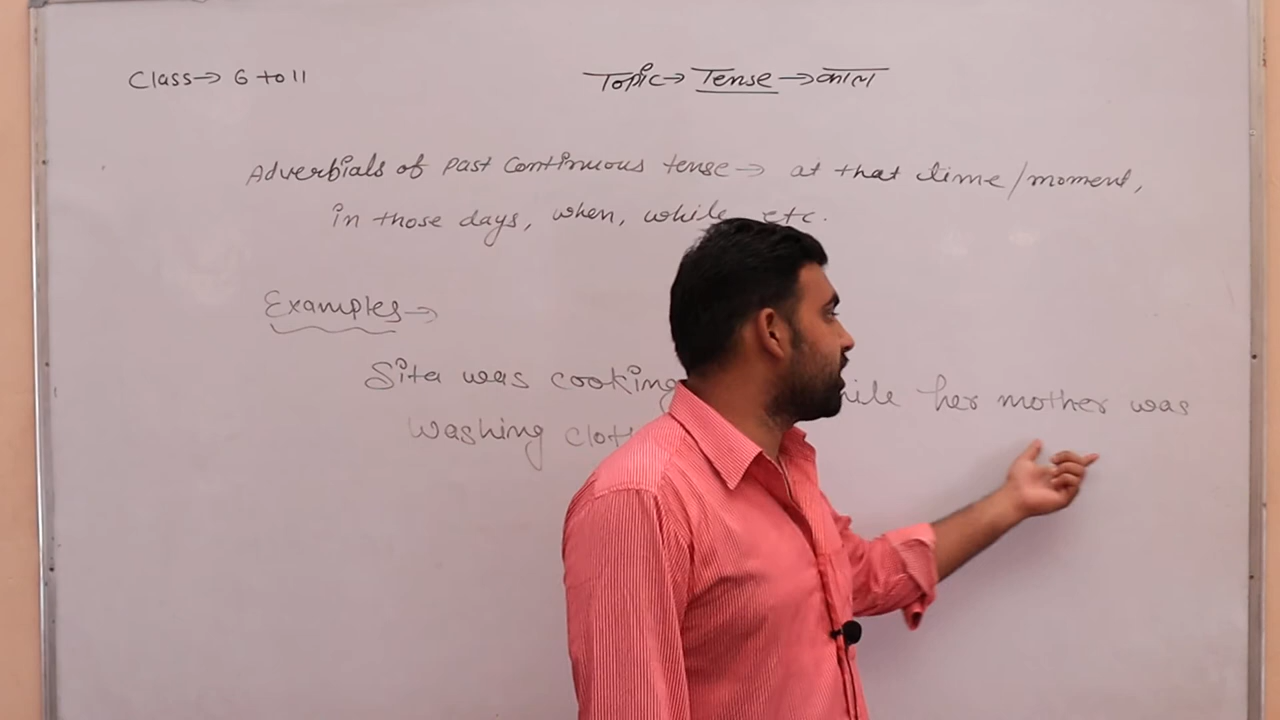 Class→ 6 to 11
Topic→ Tense →काल
Adverbials of past continuous tense→ at that time/moment,
in those days, when, while etc.
Examples→
Sita was cooking her mother was
washing